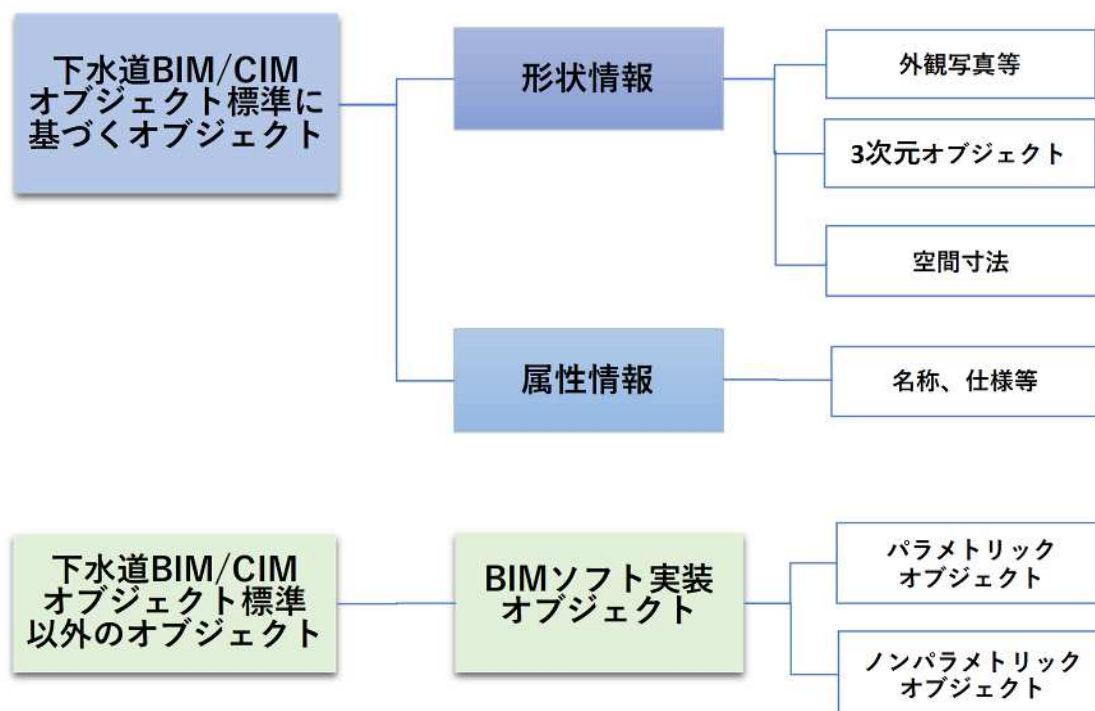 下水道BIM/CIM
オブジェクト標準に
基づくオブジェクト
形状情報
外観写真等
3次元オブジェクト
空間寸法
属性情報
名称、仕様等
下水道BIM/CIM
オブジェクト標準
以外のオブジェクト
BIMソフト実装
オブジェクト
パラメトリック
オブジェクト
ノンパラメトリック
オブジェクト